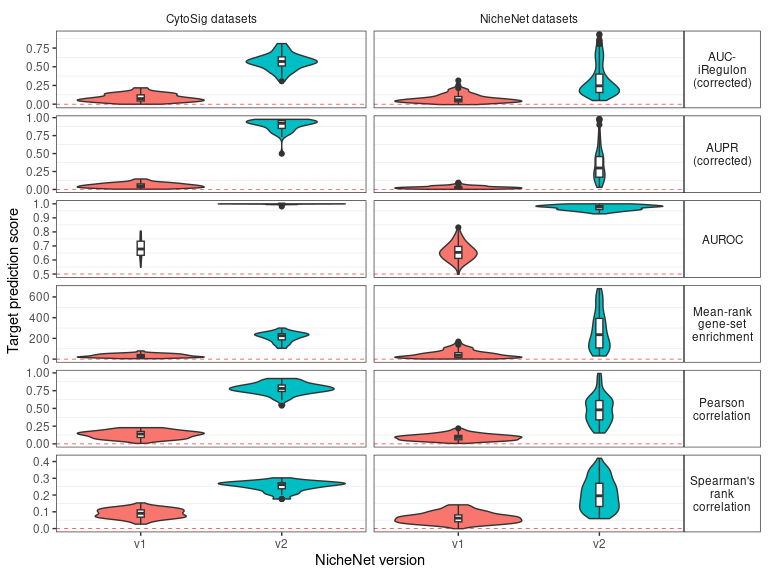 CytoSig datasets
NicheNet datasets
0.75
0.50
0.25
0.00
AUC-
iRegulon
(corrected)
1.00
0.75
0.50
0.25
0.00
AUPR
(corrected)
1.0
0.9
0.8
0.7
0.6
0.5
AUROC
600
400
200
0
Mean-rank
gene-set
enrichment
1.00
0.75
0.50
0.25
0.00
Pearson
correlation
0.4
0.3
0.2
0.1
0.0
Spearman's
rank
correlation
Target prediction score
v1
v2
v1
v2
NicheNet version